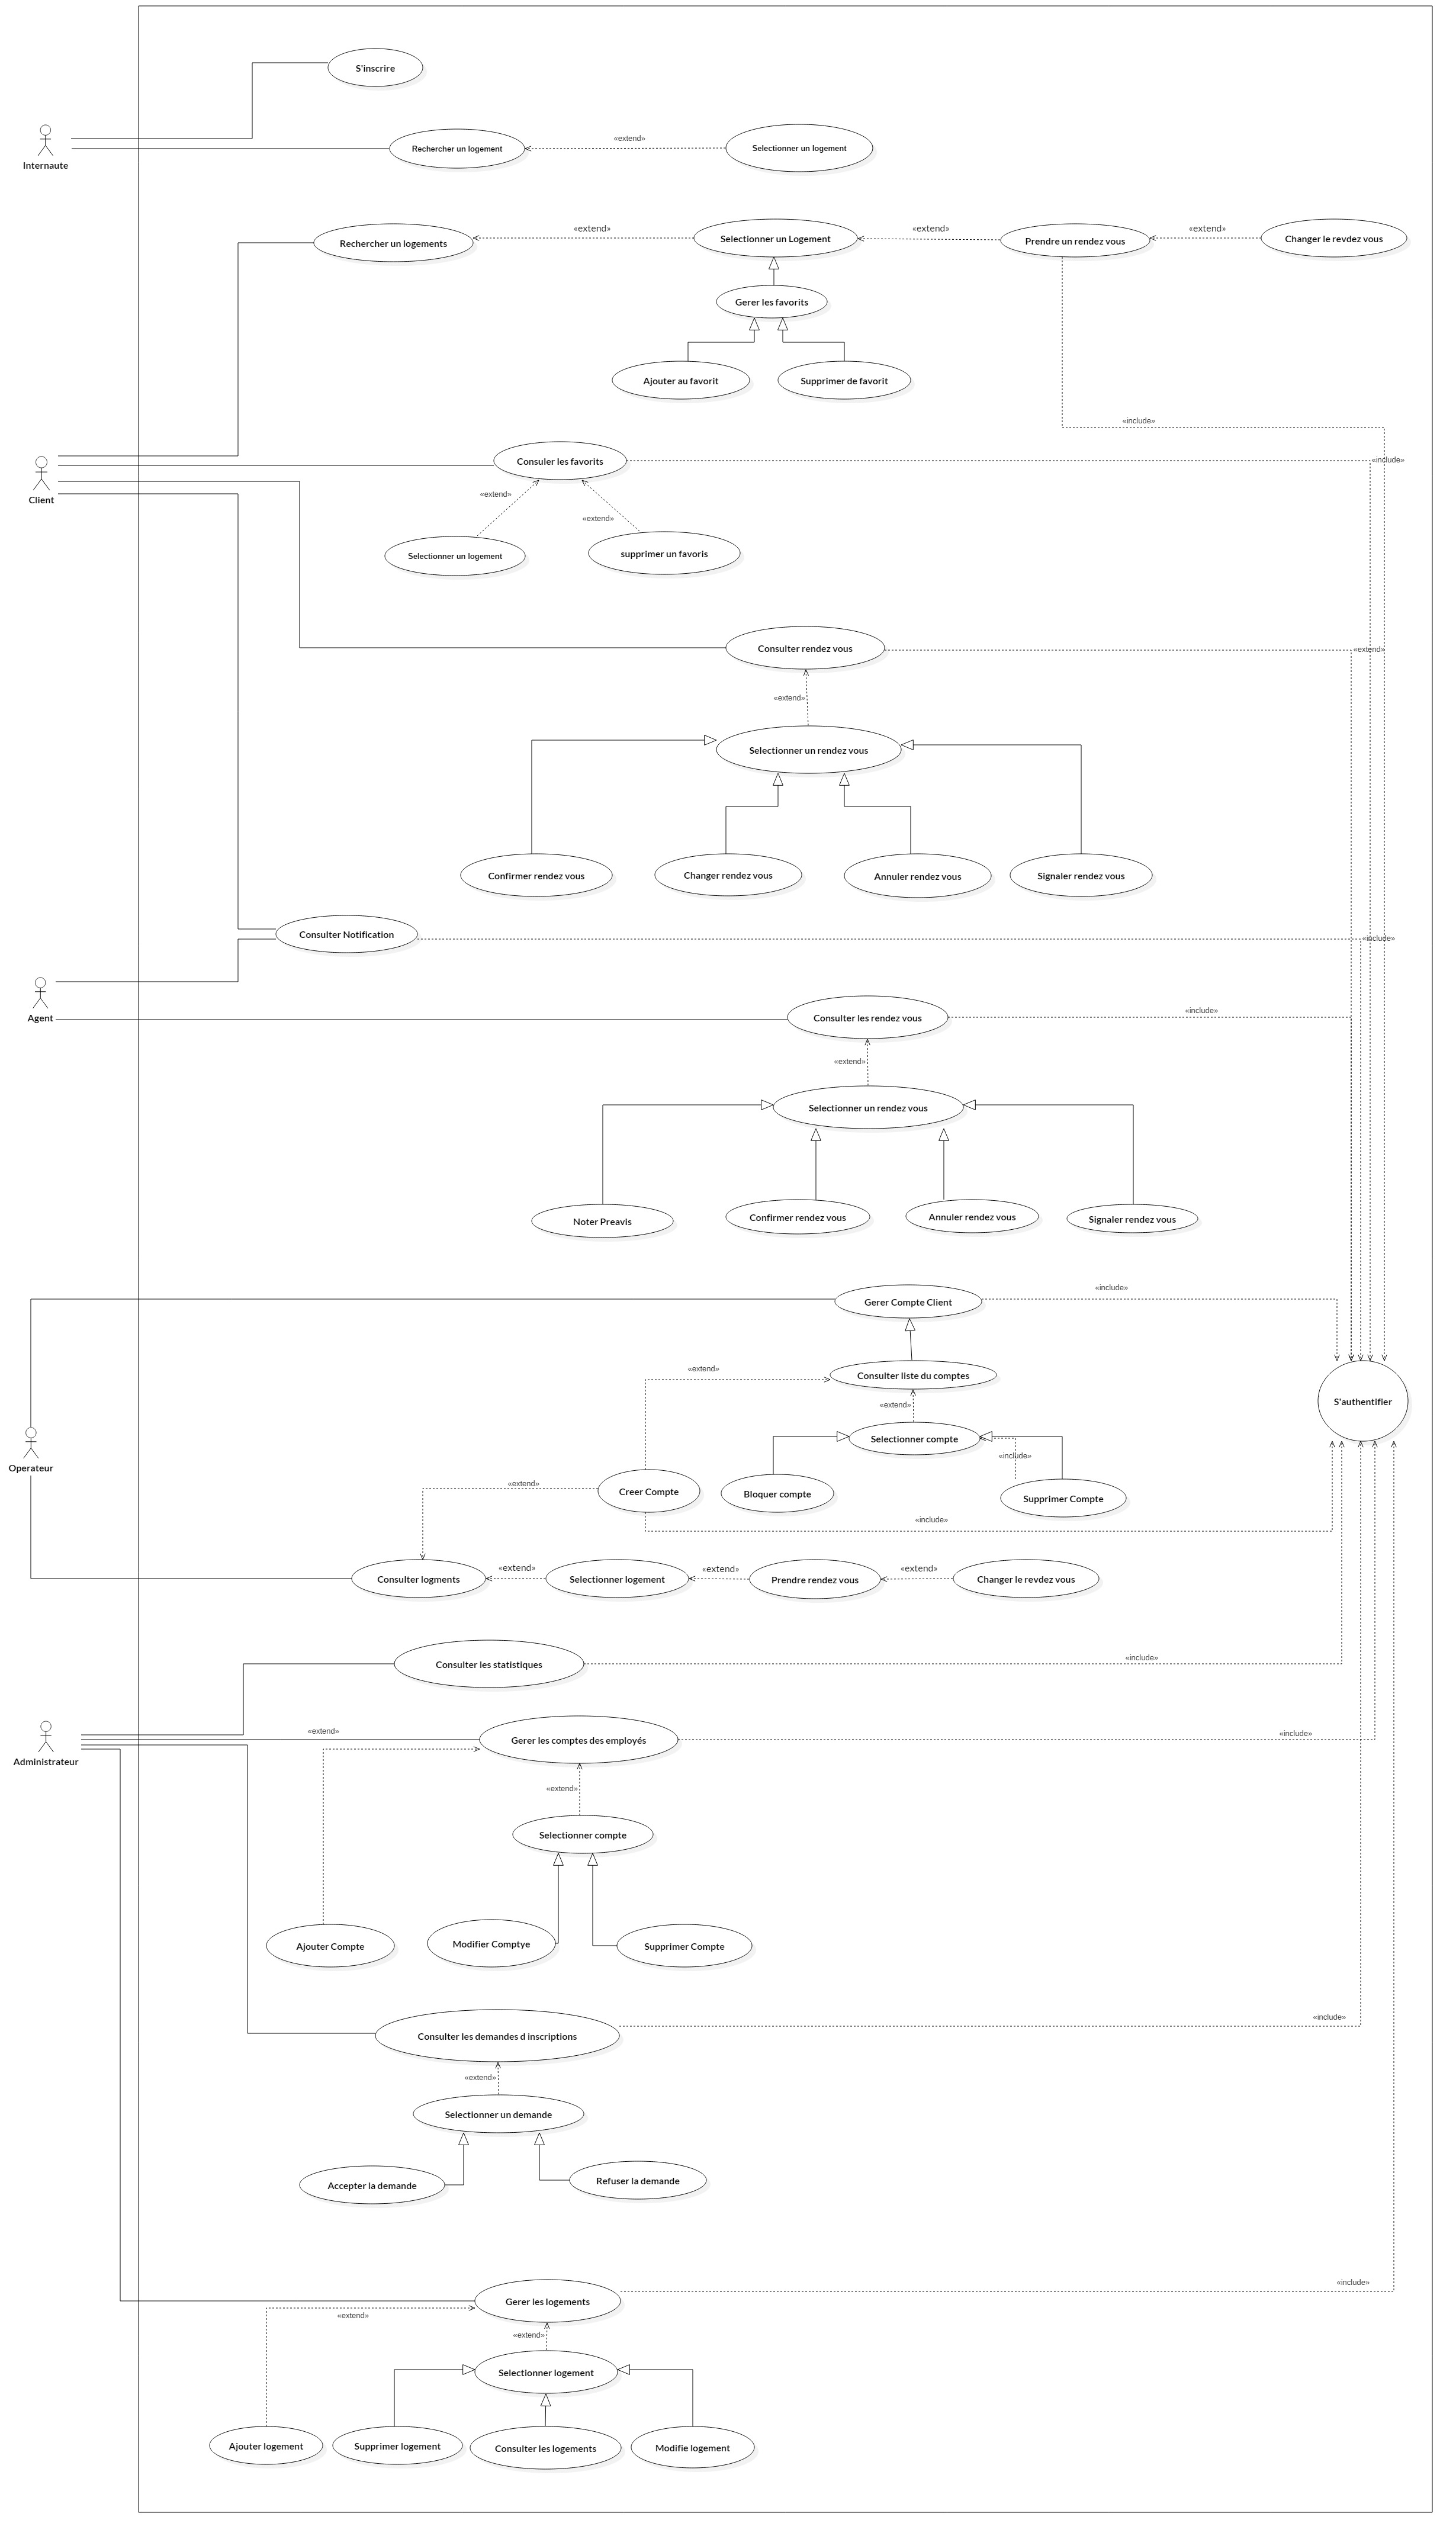 S'inscrire
Internaute
Rechercher un logement
«extend»
Selectionner un logement
Rechercher un logements
«extend»
Selectionner un Logement
«extend»
Prendre un rendez vous
«extend»
Changer le revdez vous
Gerer les favorits
Ajouter au favorit
Supprimer de favorit
«include»
Client
Consuler les favorits
«include»
«extend»
«extend»
Selectionner un logement
supprimer un favoris
Consulter rendez vous
«extend»
«extend»
Selectionner un rendez vous
Confirmer rendez vous
Changer rendez vous
Annuler rendez vous
Signaler rendez vous
Consulter Notification
«include»
Agent
Consulter les rendez vous
«include»
«extend»
Selectionner un rendez vous
Noter Preavis
Confirmer rendez vous
Annuler rendez vous
Signaler rendez vous
Gerer Compte Client
«include»
«extend»
Consulter liste du comptes
«extend»
S'authentifier
Selectionner compte
«include»
Operateur
«extend»
Creer Compte
Bloquer compte
Supprimer Compte
«include»
Consulter logments
«extend»
Selectionner logement
«extend»
Prendre rendez vous
«extend»
Changer le revdez vous
Consulter les statistiques
«include»
Administrateur
«extend»
Gerer les comptes des employés
«include»
«extend»
Selectionner compte
Ajouter Compte
Modifier Comptye
Supprimer Compte
Consulter les demandes d inscriptions
«include»
«extend»
Selectionner un demande
Accepter la demande
Refuser la demande
Gerer les logements
«include»
«extend»
«extend»
Selectionner logement
Ajouter logement
Supprimer logement
Consulter les logements
Modifie logement